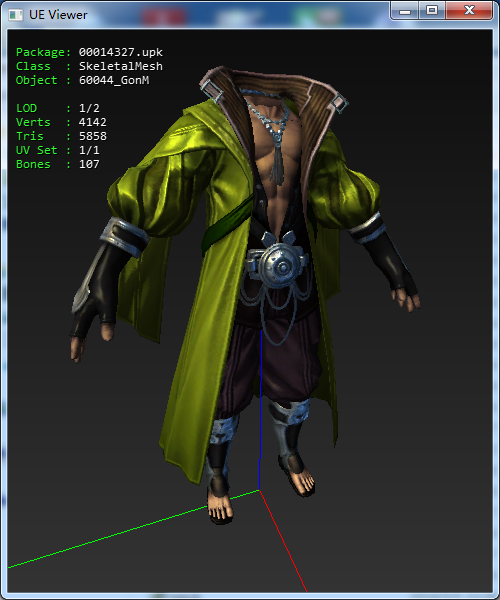 UE Viewer
Package: 00014327.upk
Class : SkeletalMesh
Object : 60044_GonM
LOD : 1/2
Verts : 4142
Tris : 5858
UV Set : 1/1
Bones : 107